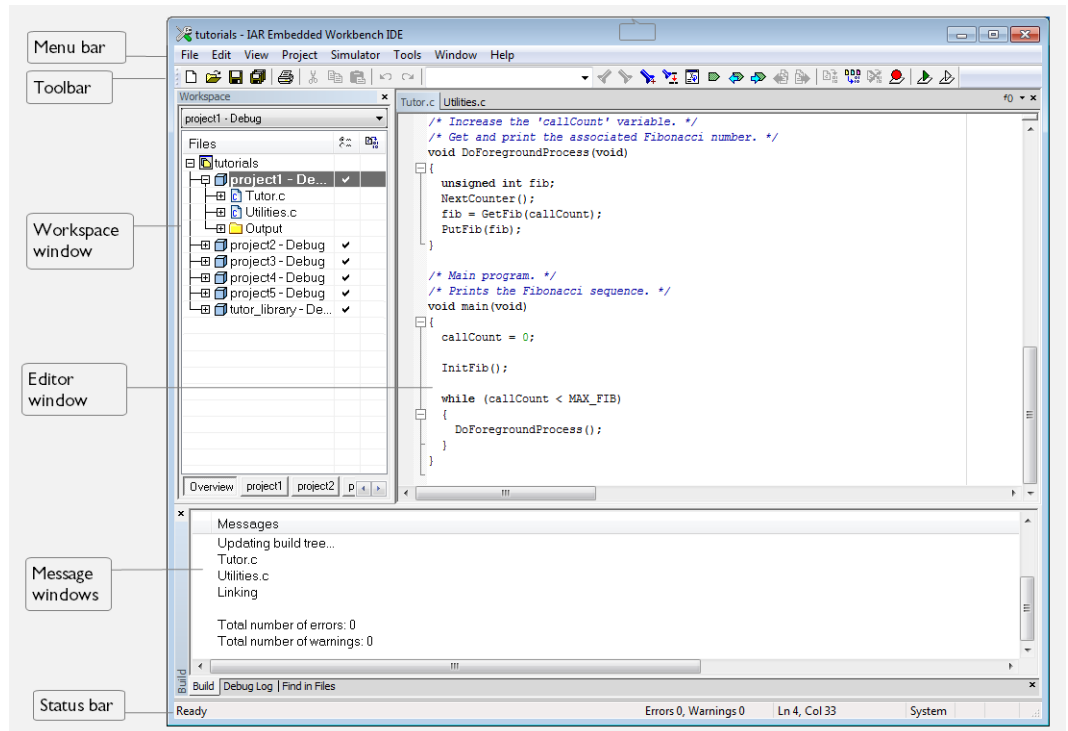 Menu bar
Toolbar
Workspace
window
Editor
window
Message
windows
Status bar
tutorials - IAR Embedded Workbench IDE
File Edit View Project Simulator Tools Window Help
Workspace
project1 - Debug
Files
tutorials
project1 - De...
Tutor.c
Utilities.c
Output
project2 - Debug
project3 - Debug
project4 - Debug
project5 - Debug
tutor_library - De...
Overview project1 project2 p
Tutor.c Utilities.c f0
/* Increase the 'callCount' variable. */
/* Get and print the associated Fibonacci number. */
void DoForegroundProcess(void)
{
unsigned int fib;
NextCounter();
fib = GetFib(callCount);
PutFib(fib);
}
/* Main program. */
/* Prints the Fibonacci sequence. */
void main(void)
{
callCount = 0;
InitFib();
while (callCount < MAX_FIB)
{
DoForegroundProcess();
}
}
Messages
Updating build tree...
Tutor.c
Utilities.c
Linking
Total number of errors: 0
Total number of warnings: 0
Build
Build Debug Log Find in Files
Ready Errors 0, Warnings 0 Ln 4, Col 33 System